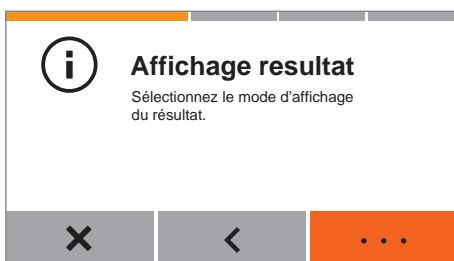 Affichage resultat
Sélectionnez le mode d'affichage
du résultat.